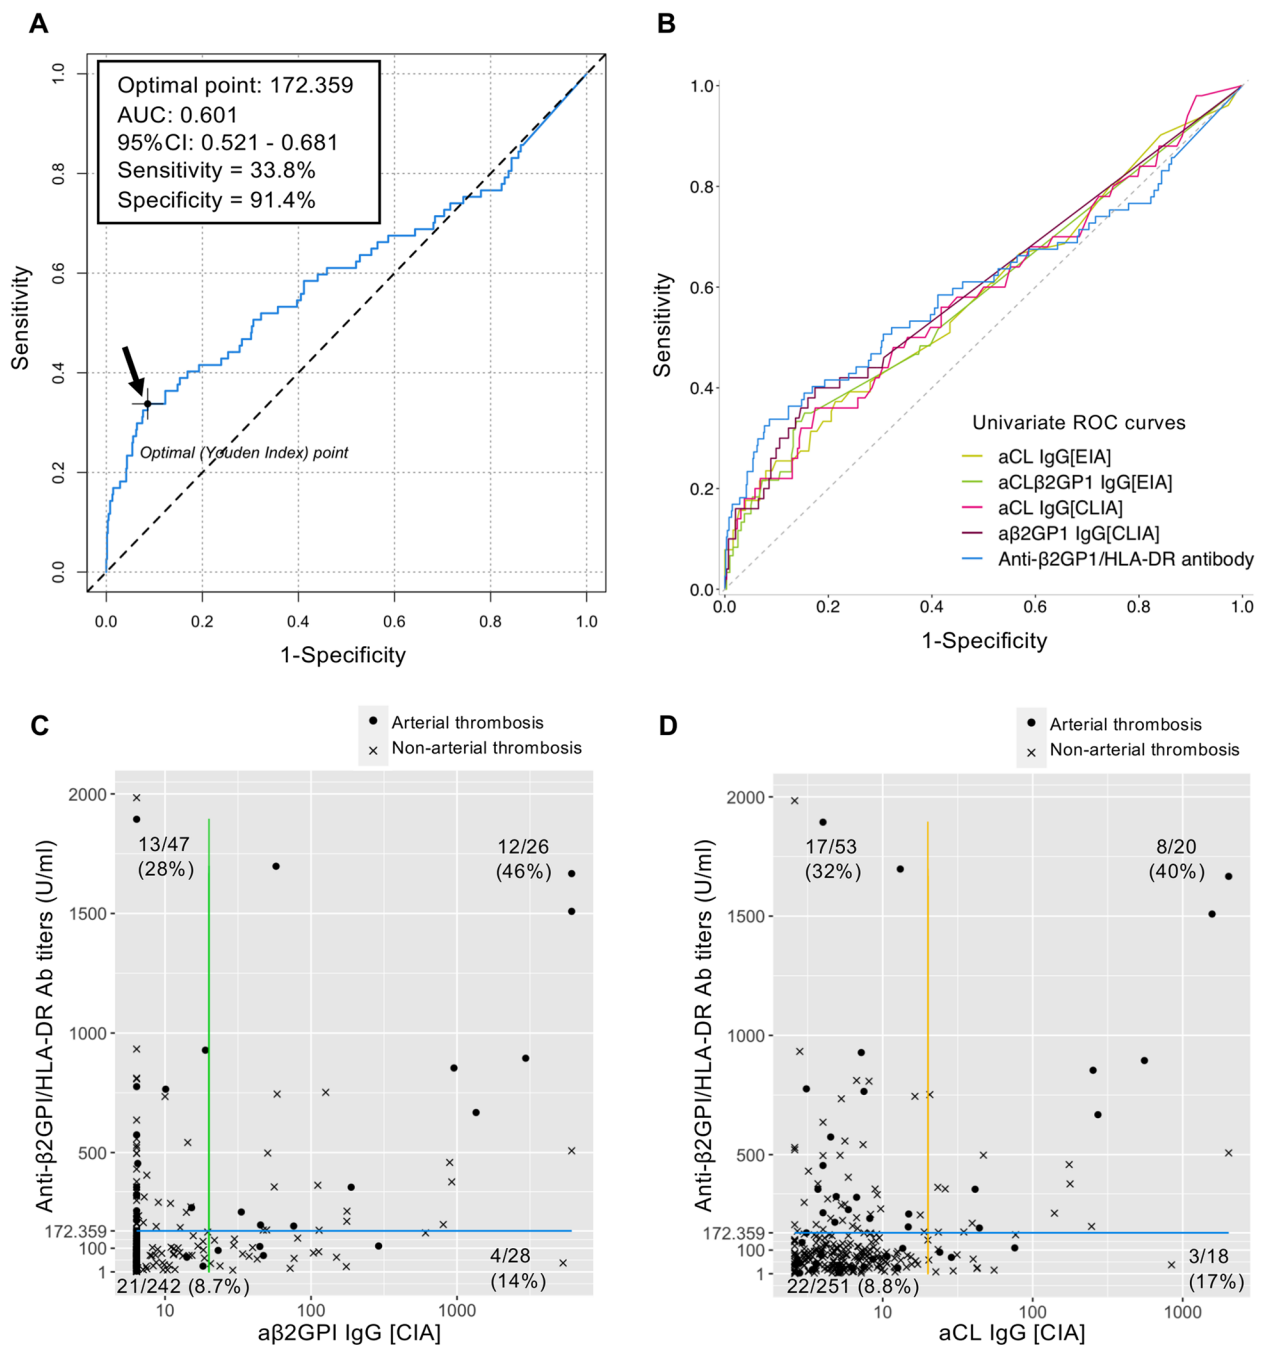 A
Optimal point: 172.359
AUC: 0.601
95%CI: 0.521 - 0.681
Sensitivity = 33.8%
Specificity = 91.4%
Optimal (Youden Index) point
Sensitivity
1.0
0.8
0.6
0.4
0.2
0.0
0.0 0.2 0.4 0.6 0.8 1.0
1-Specificity
B
Sensitivity
1.0
0.8
0.6
0.4
0.2
0.0
Univariate ROC curves
aCL IgG[EIA]
aCLβ2GP1 IgG[EIA]
aCL IgG[CLIA]
aβ2GP1 IgG[CLIA]
Anti-β2GP1/HLA-DR antibody
0.0 0.2 0.4 0.6 0.8 1.0
1-Specificity
C
Arterial thrombosis
Non-arterial thrombosis
Anti-β2GPI/HLA-DR Ab titers (U/ml)
2000
1500
1000
500
172.359
100
1
13/47
(28%)
12/26
(46%)
4/28
(14%)
21/242 (8.7%)
10 100 1000
aβ2GPI IgG [CIA]
D
Arterial thrombosis
Non-arterial thrombosis
Anti-β2GPI/HLA-DR Ab titers (U/ml)
2000
1500
1000
500
172.359
100
1
17/53
(32%)
8/20
(40%)
3/18
(17%)
22/251 (8.8%)
10 100 1000
aCL IgG [CIA]